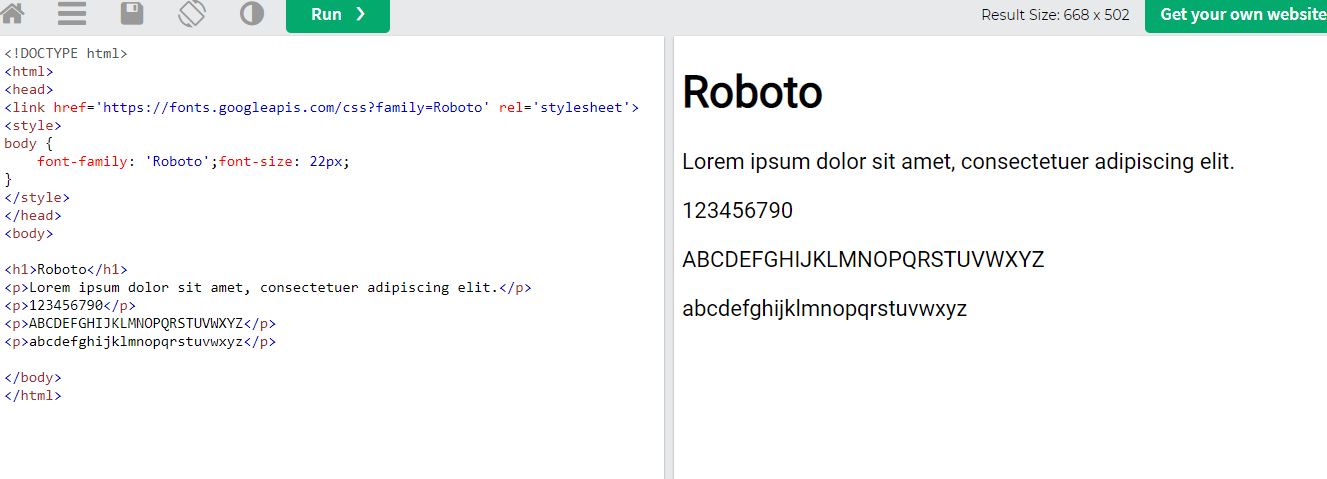 Run ❯
Result Size: 668 x 502
Get your own website
<!DOCTYPE html>
<html>
<head>
<link href='https://fonts.googleapis.com/css?family=Roboto' rel='stylesheet'>
<style>
body {
    font-family: 'Roboto';font-size: 22px;
}
</style>
</head>
<body>
<h1>Roboto</h1>
<p>Lorem ipsum dolor sit amet, consectetuer adipiscing elit.</p>
<p>123456790</p>
<p>ABCDEFGHIJKLMNOPQRSTUVWXYZ</p>
<p>abcdefghijklmnopqrstuvwxyz</p>
</body>
</html>
Roboto
Lorem ipsum dolor sit amet, consectetuer adipiscing elit.
123456790
ABCDEFGHIJKLMNOPQRSTUVWXYZ
abcdefghijklmnopqrstuvwxyz